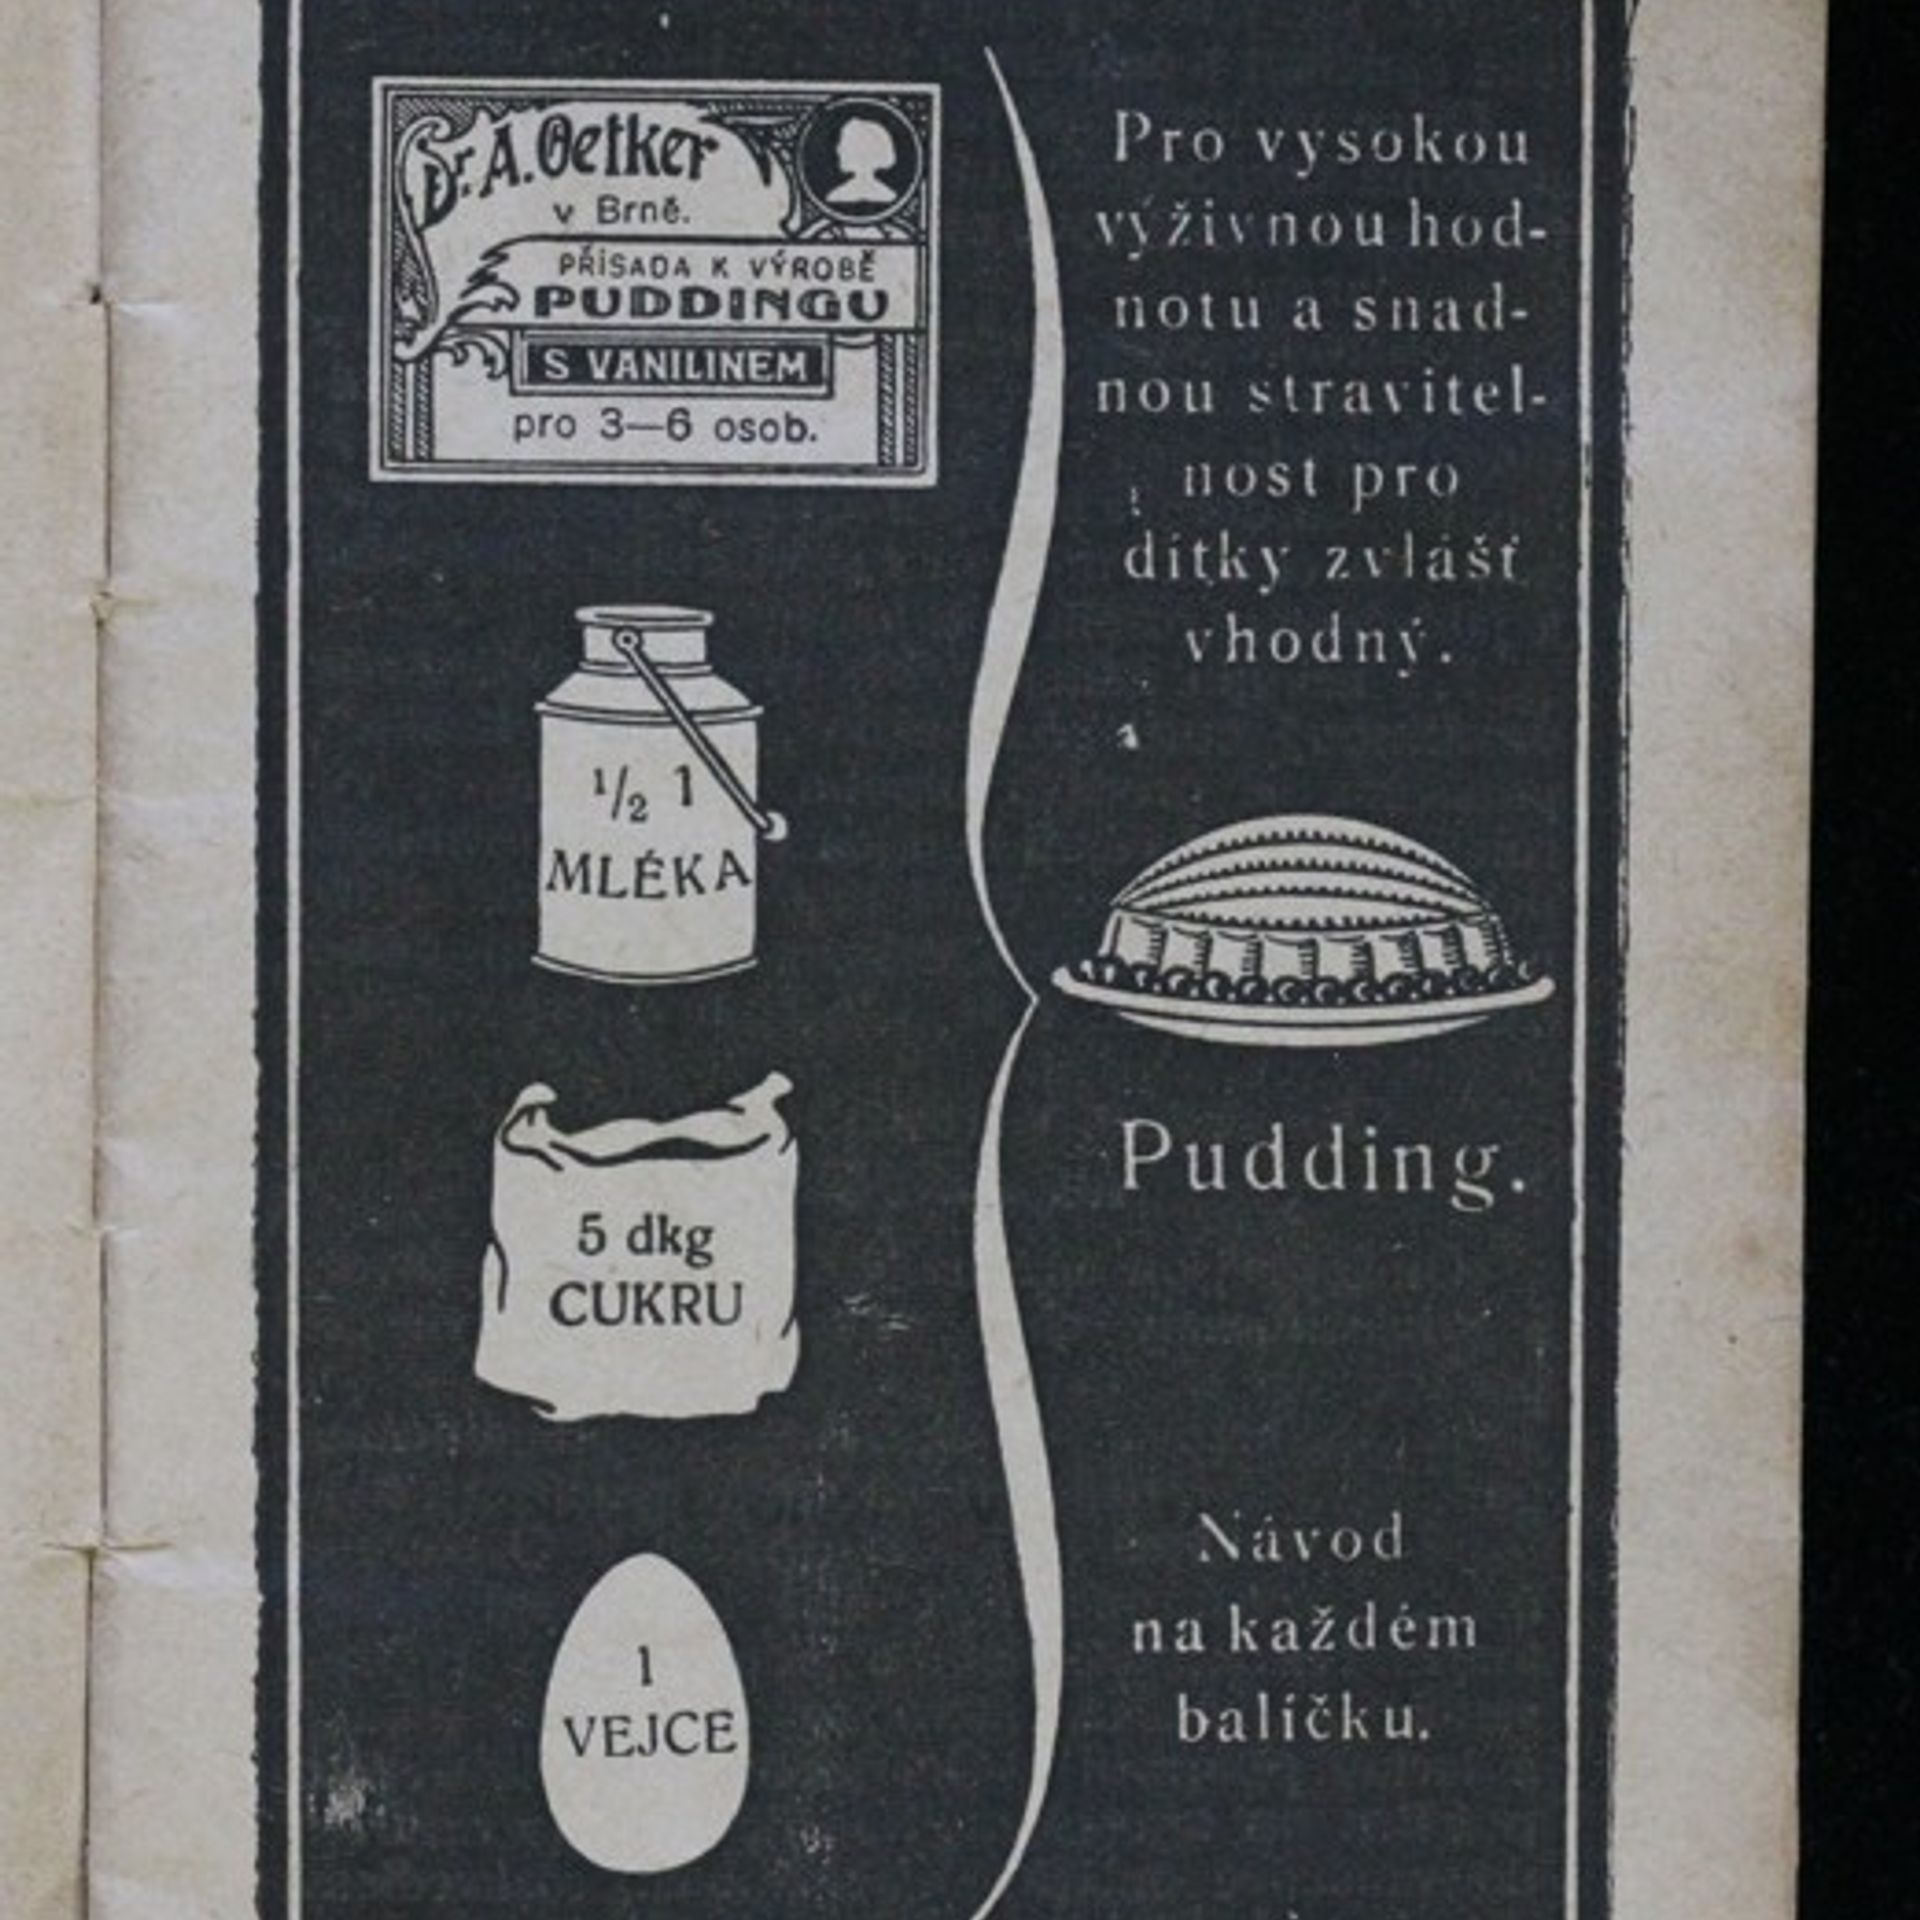 Dr. A. Oetker
v Brně.
PŘÍSADA K VÝROBĚ
PUDDINGU
S VANILINEM
pro 3—6 osob.
1/2 l
MLÉKA
5 dkg
CUKRU
1
VEJCE
Pro vysokou
výživnou hod-
notu a snad-
nou stravitel-
nost pro
dítky zvlášť
vhodný.
Pudding.
Návod
na každém
balíčku.